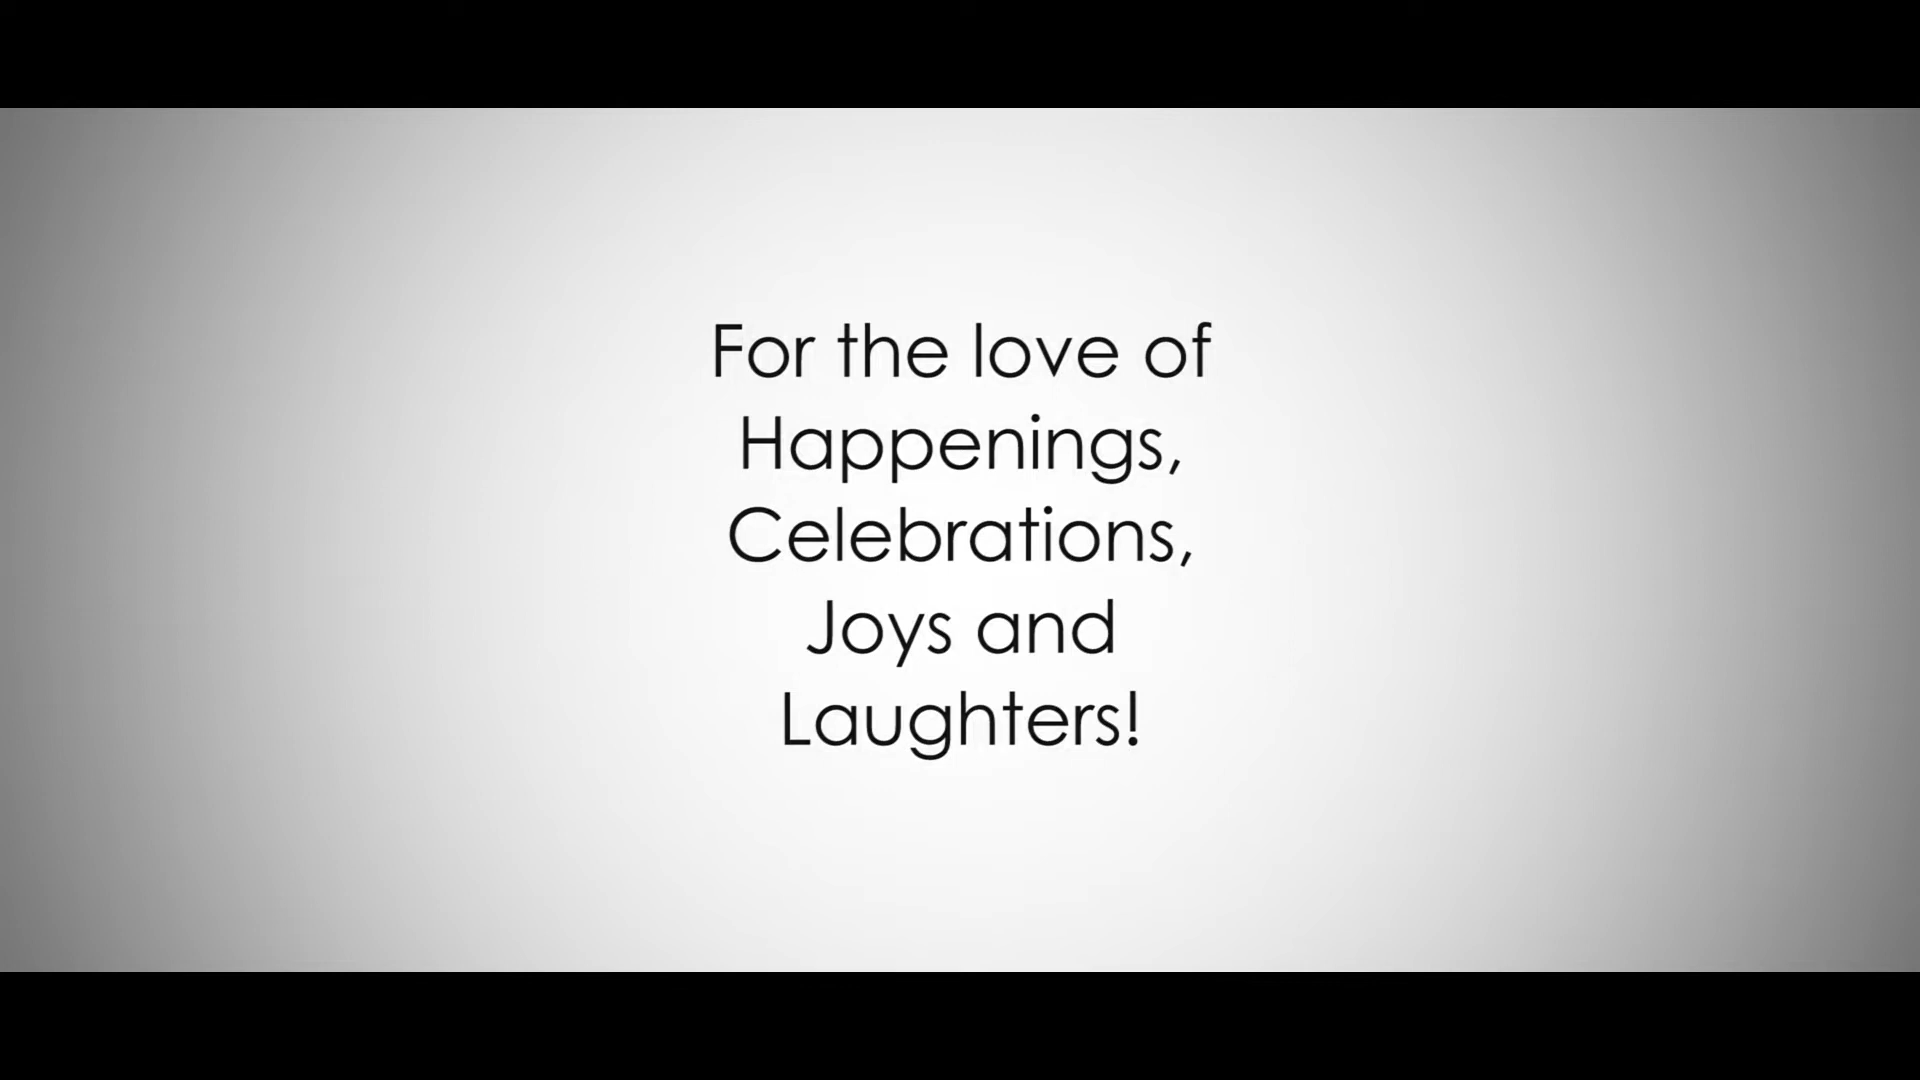 For the love of
Happenings,
Celebrations,
Joys and
Laughters!